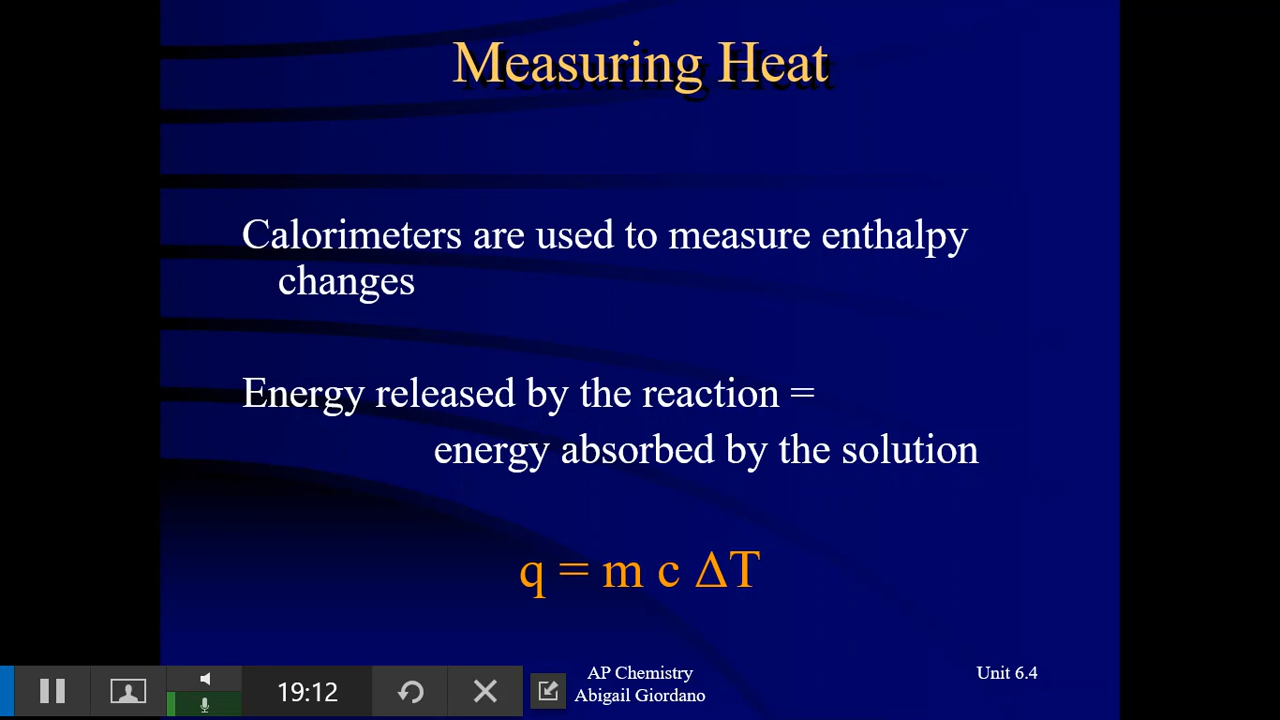 Measuring Heat
Calorimeters are used to measure enthalpy
changes
Energy released by the reaction =
energy absorbed by the solution
q = m c ΔT
19:12
AP Chemistry
Abigail Giordano
Unit 6.4